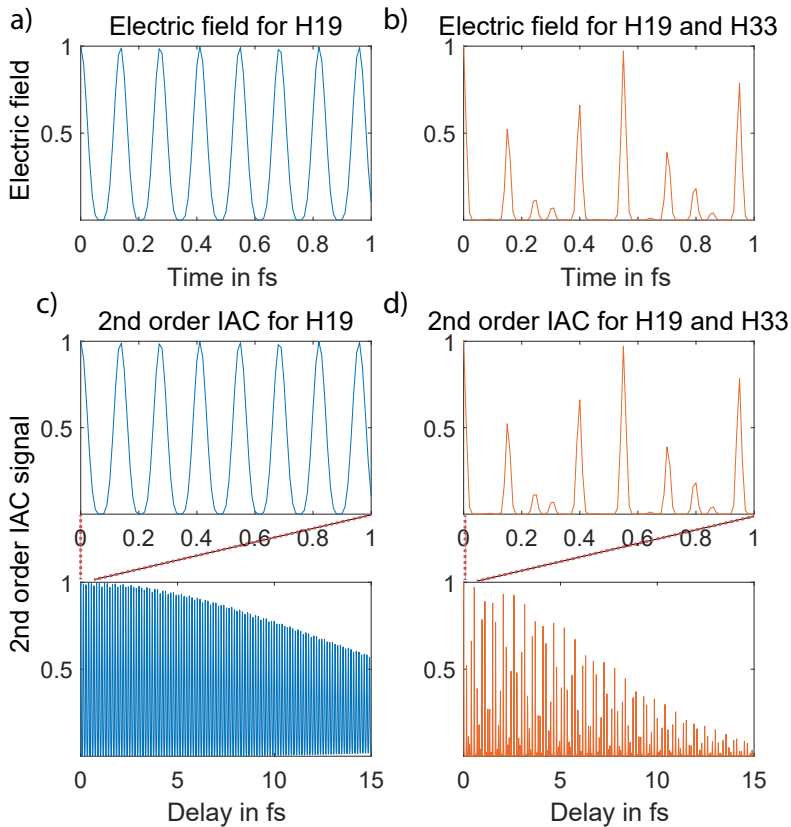 a)
Electric field for H19
1
0.5
Electric field
0 0.2 0.4 0.6 0.8 1
Time in fs
b)
Electric field for H19 and H33
1
0.5
0 0.2 0.4 0.6 0.8 1
Time in fs
c)
2nd order IAC for H19
1
0.5
2nd order IAC signal
0 0.2 0.4 0.6 0.8 1
1
0.5
0 5 10 15
Delay in fs
d)
2nd order IAC for H19 and H33
1
0.5
0 0.2 0.4 0.6 0.8 1
1
0.5
0 5 10 15
Delay in fs